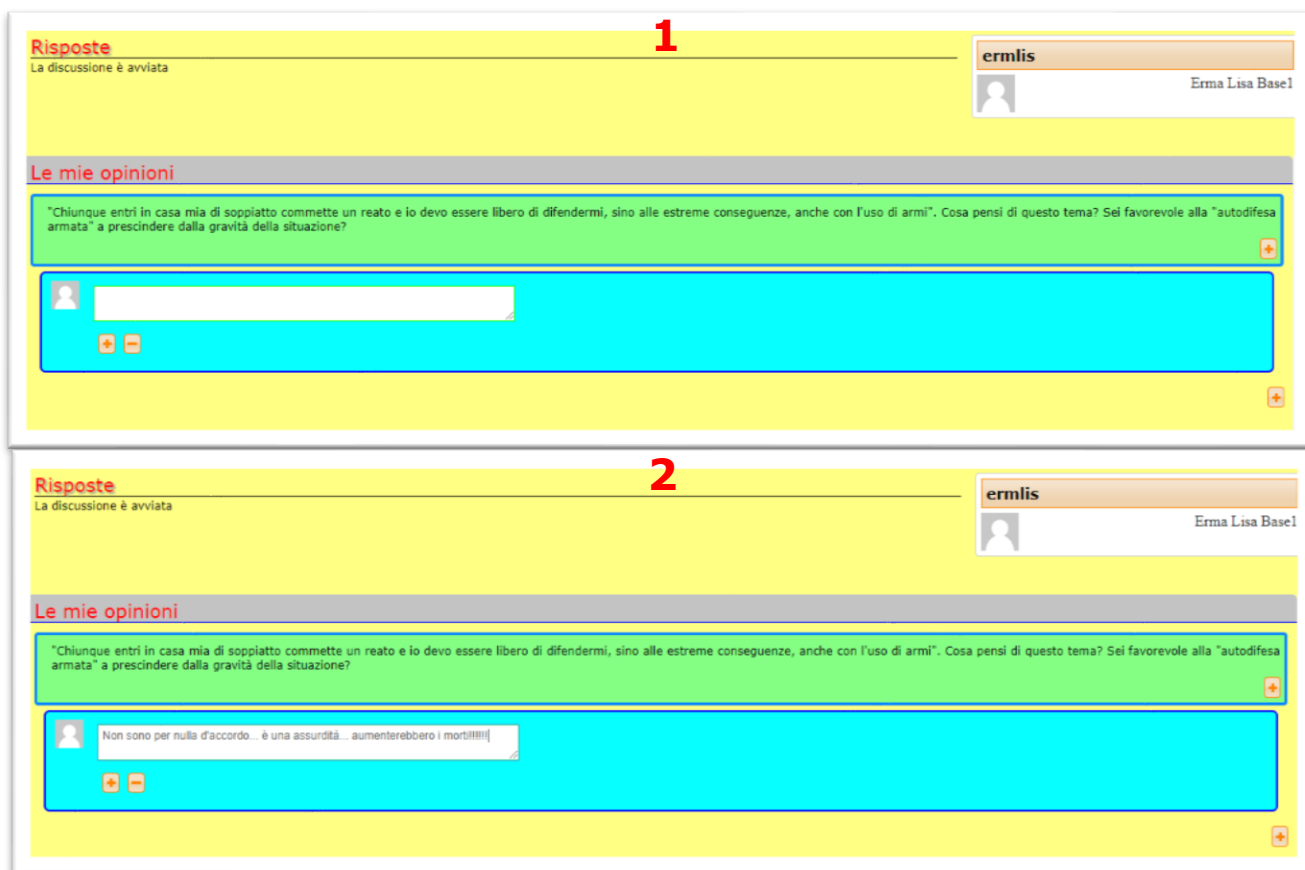 1
Risposte
La discussione è avviata
ermlis
Erma Lisa Base1
Le mie opinioni
"Chiunque entri in casa mia di soppiatto commette un reato e io devo essere libero di difendermi, sino alle estreme conseguenze, anche con l'uso di armi". Cosa pensi di questo tema? Sei favorevole alla "autodifesa
armata" a prescindere dalla gravità della situazione?
2
Risposte
La discussione è avviata
ermlis
Erma Lisa Base1
Le mie opinioni
"Chiunque entri in casa mia di soppiatto commette un reato e io devo essere libero di difendermi, sino alle estreme conseguenze, anche con l'uso di armi". Cosa pensi di questo tema? Sei favorevole alla "autodifesa
armata" a prescindere dalla gravità della situazione?
Non sono per nulla d'accordo... è una assurdità... aumenterebbero i morti!!!!!!!